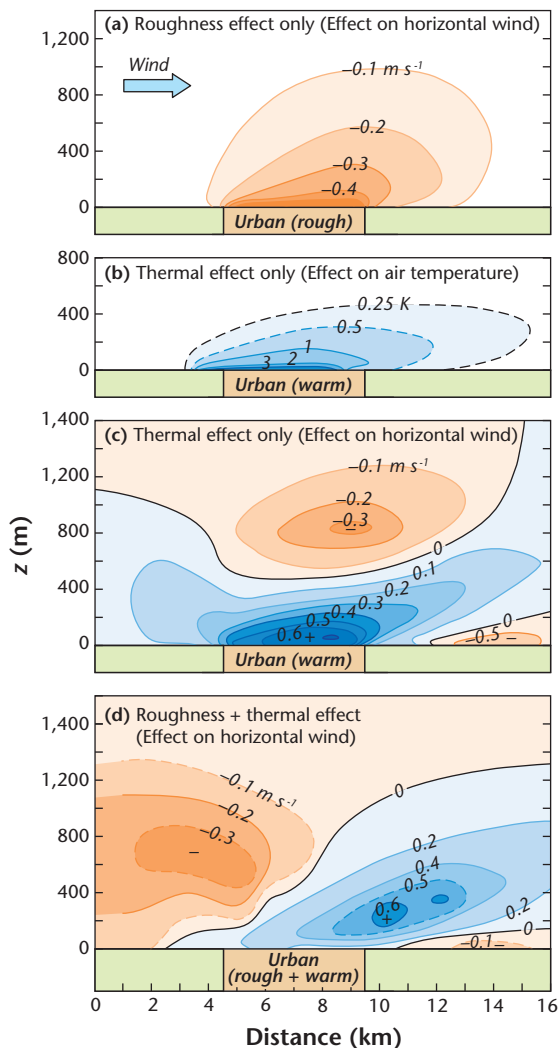 (a) Roughness effect only (Effect on horizontal wind)
1,400
Wind
−0.1 m s⁻¹
800
−0.2
−0.3
400
−0.4
0
Urban (rough)
800
(b) Thermal effect only (Effect on air temperature)
0.25 K
400
0.5
1
2
3
0
Urban (warm)
1,400
(c) Thermal effect only (Effect on horizontal wind)
−0.1 m s⁻¹
1,200
−0.2
−0.3
800
−
0
0.1
0.2
400
0.3
0.4
0.5
0.6 +
0
−0.5 −
0
Urban (warm)
z (m)
(d) Roughness + thermal effect
(Effect on horizontal wind)
1,400
−0.1 m s⁻¹
0
1,200
−0.2
−0.3
800
−
0.2
0.4
0.5
400
0.6
+
0.2
0
−0.1 −
0
Urban
(rough + warm)
0 2 4 6 8 10 12 14 16
Distance (km)